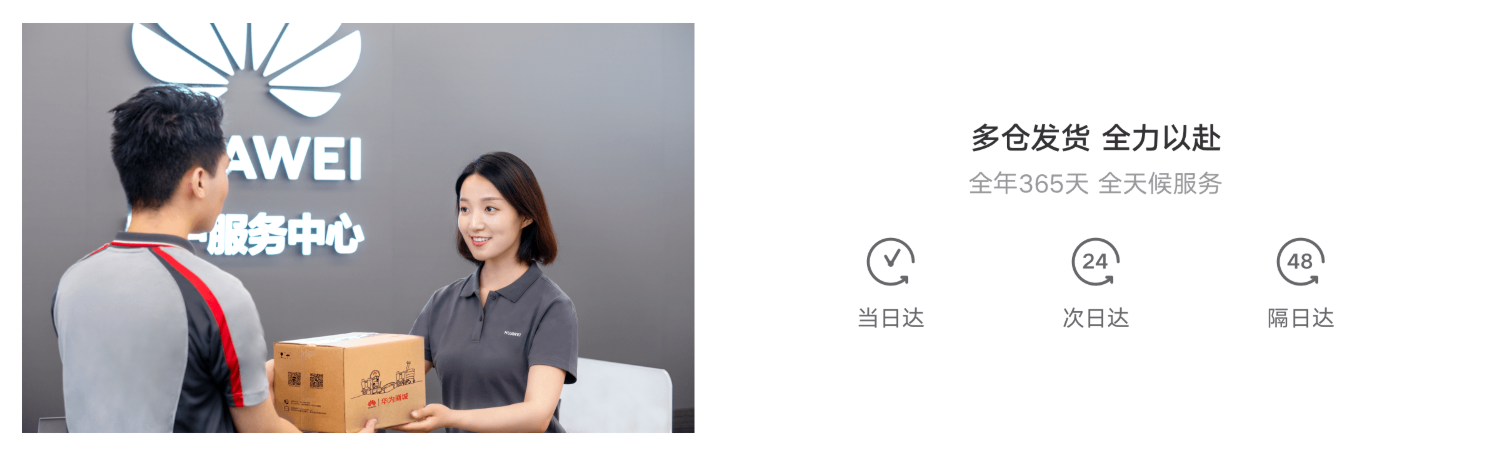 AWEI
服务中心
HUAWEI
华为商城
多仓发货 全力以赴
全年365天 全天候服务
24
48
当日达
次日达
隔日达